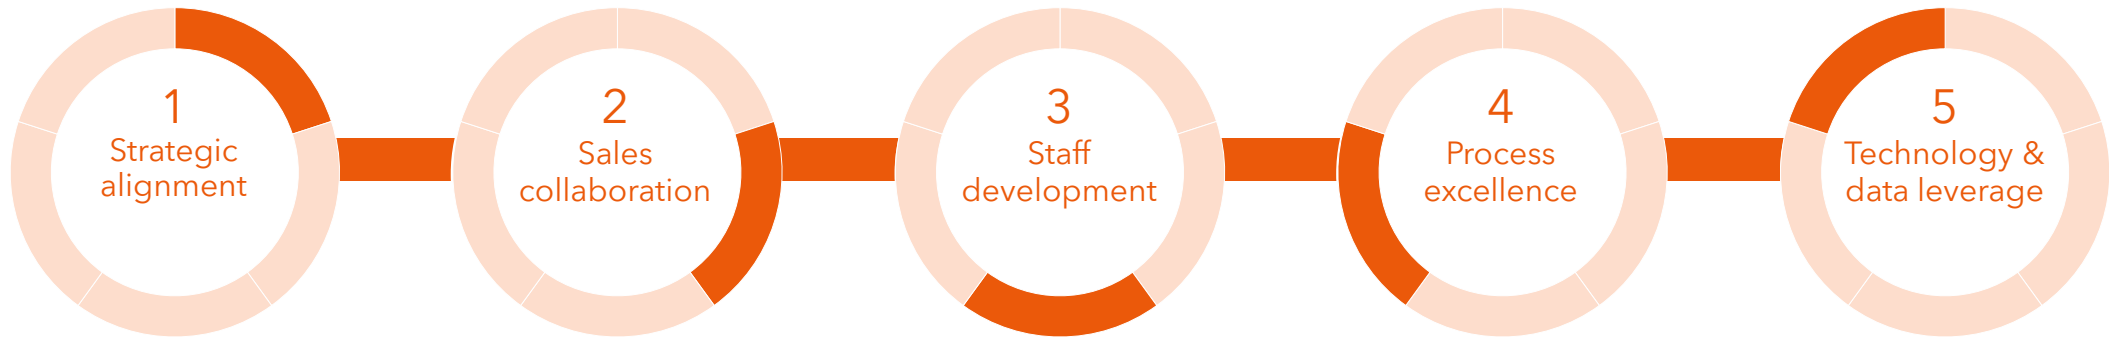 1
Strategic
alignment
2
Sales
collaboration
3
Staff
development
4
Process
excellence
5
Technology &
data leverage